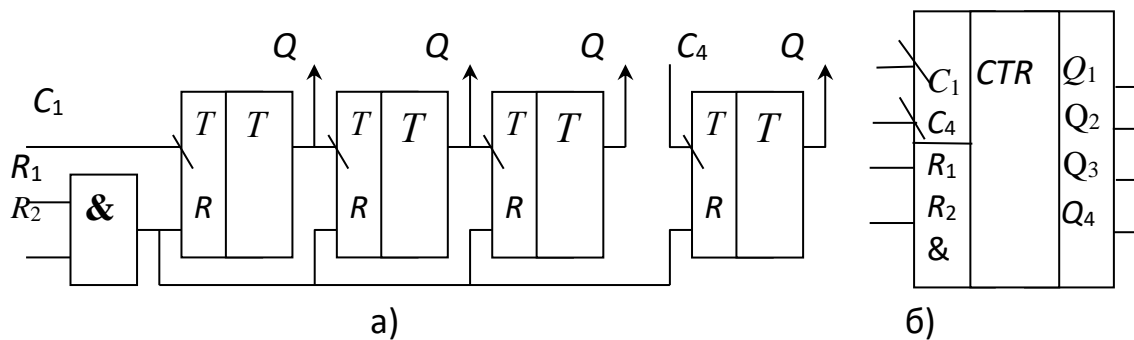 Q Q Q C₄ Q
C₁
T T T T T T T T
R₁
R₂ & R R R R
а)
C₁ CTR Q₁
C₄ Q₂
R₁ Q₃
R₂ Q₄
&
б)